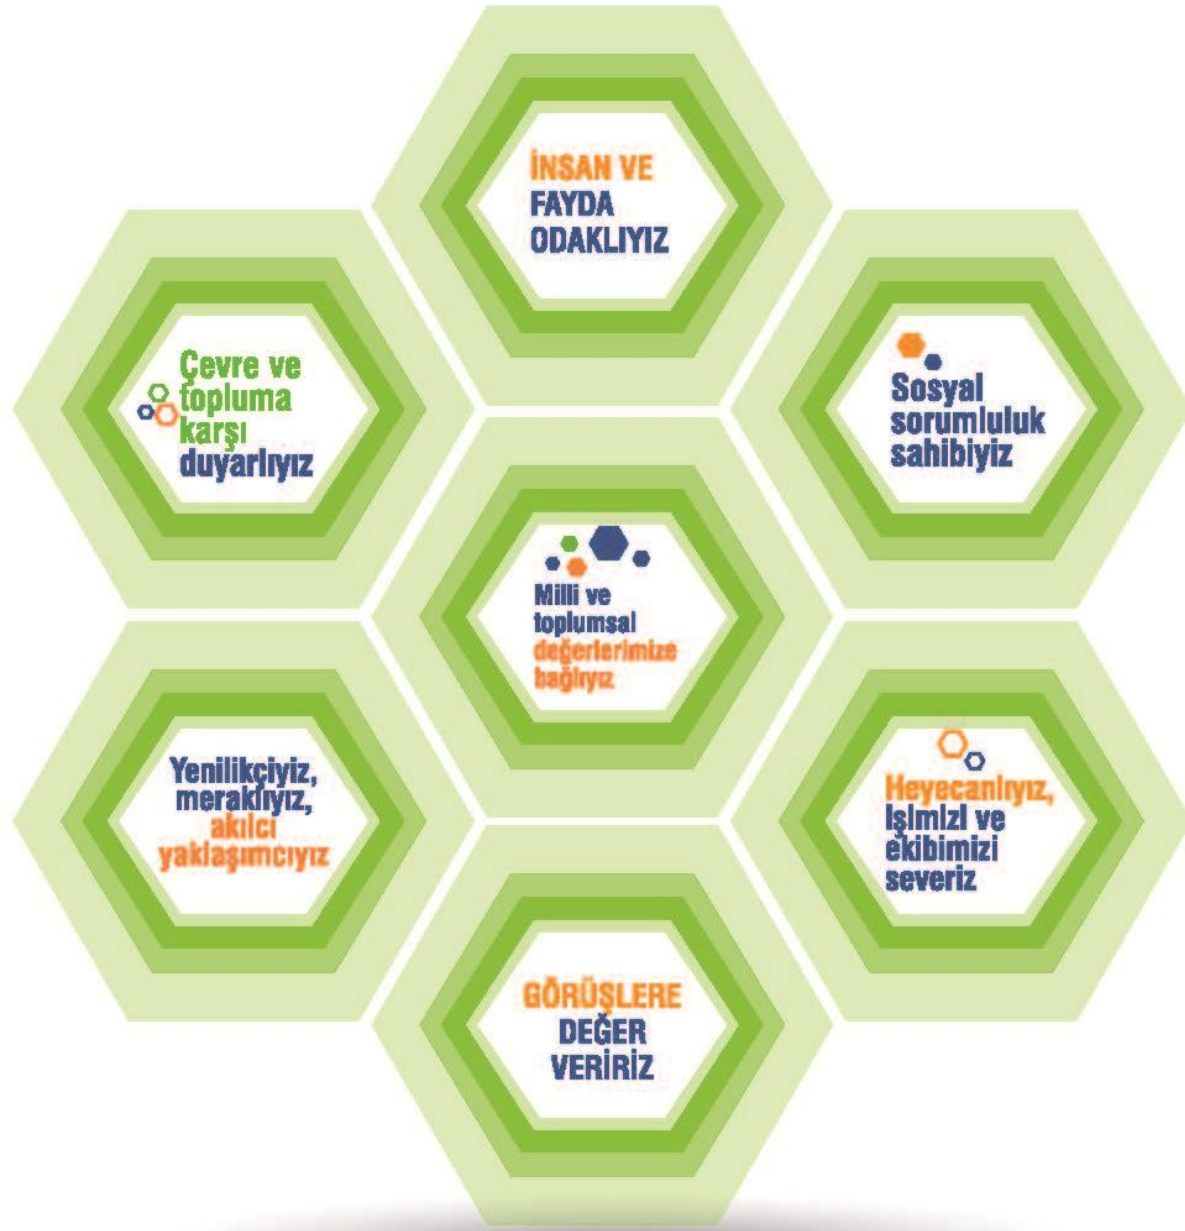 İNSAN VE
FAYDA
ODAKLIYIZ
Çevre ve
topluma
karşı
duyarlıyız
Sosyal
sorumluluk
sahibiyiz
Milli ve
toplumsal
değerlerimize
bağlıyız
Yenilikçiyiz,
meraklıyız,
akılcı
yaklaşımcıyız
Heyecanlıyız,
işimizi ve
ekibimizi
severiz
GÖRÜŞLERE
DEĞER
VERİRİZ